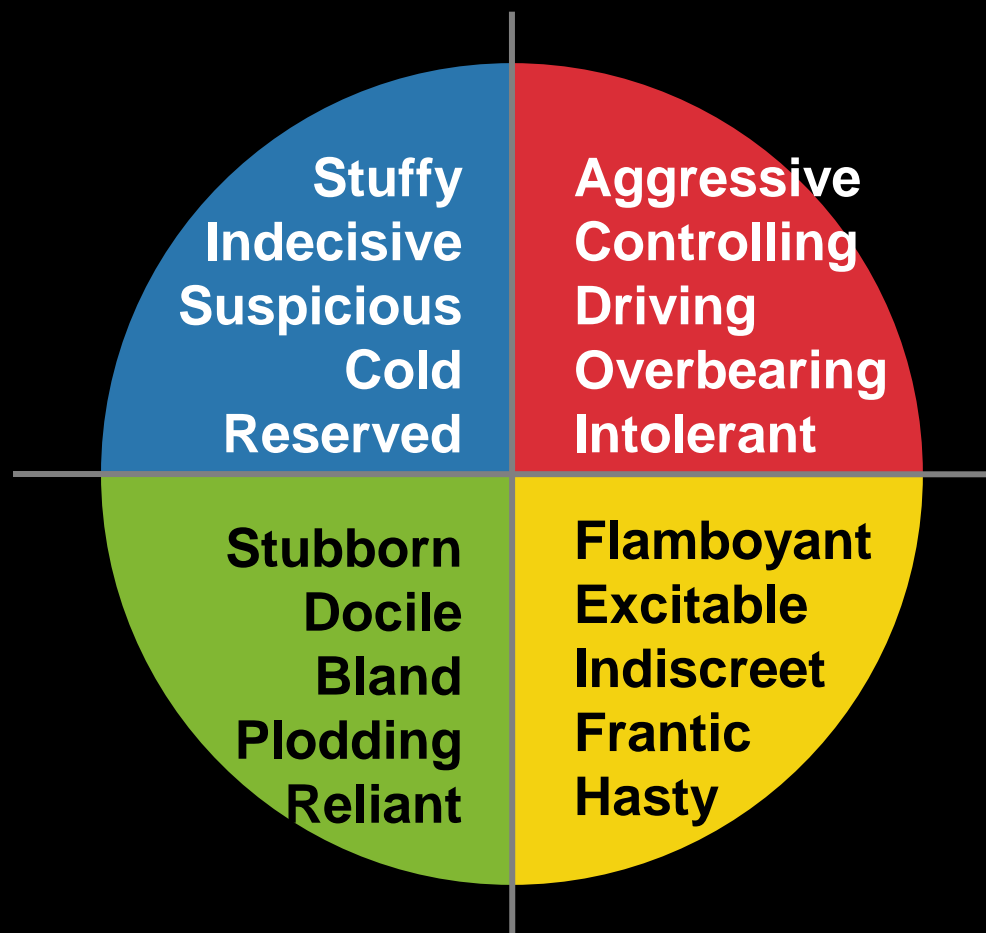 Stuffy
Indecisive
Suspicious
Cold
Reserved
Aggressive
Controlling
Driving
Overbearing
Intolerant
Stubborn
Docile
Bland
Plodding
Reliant
Flamboyant
Excitable
Indiscreet
Frantic
Hasty